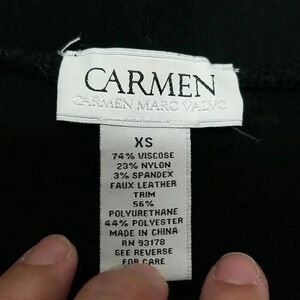 CARMEN
CARMEN MARC VALVO
XS
74% VISCOSE
23% NYLON
3% SPANDEX
FAUX LEATHER
TRIM
56%
POLYURETHANE
44% POLYESTER
MADE IN CHINA
RN 93178
SEE REVERSE
FOR CARE